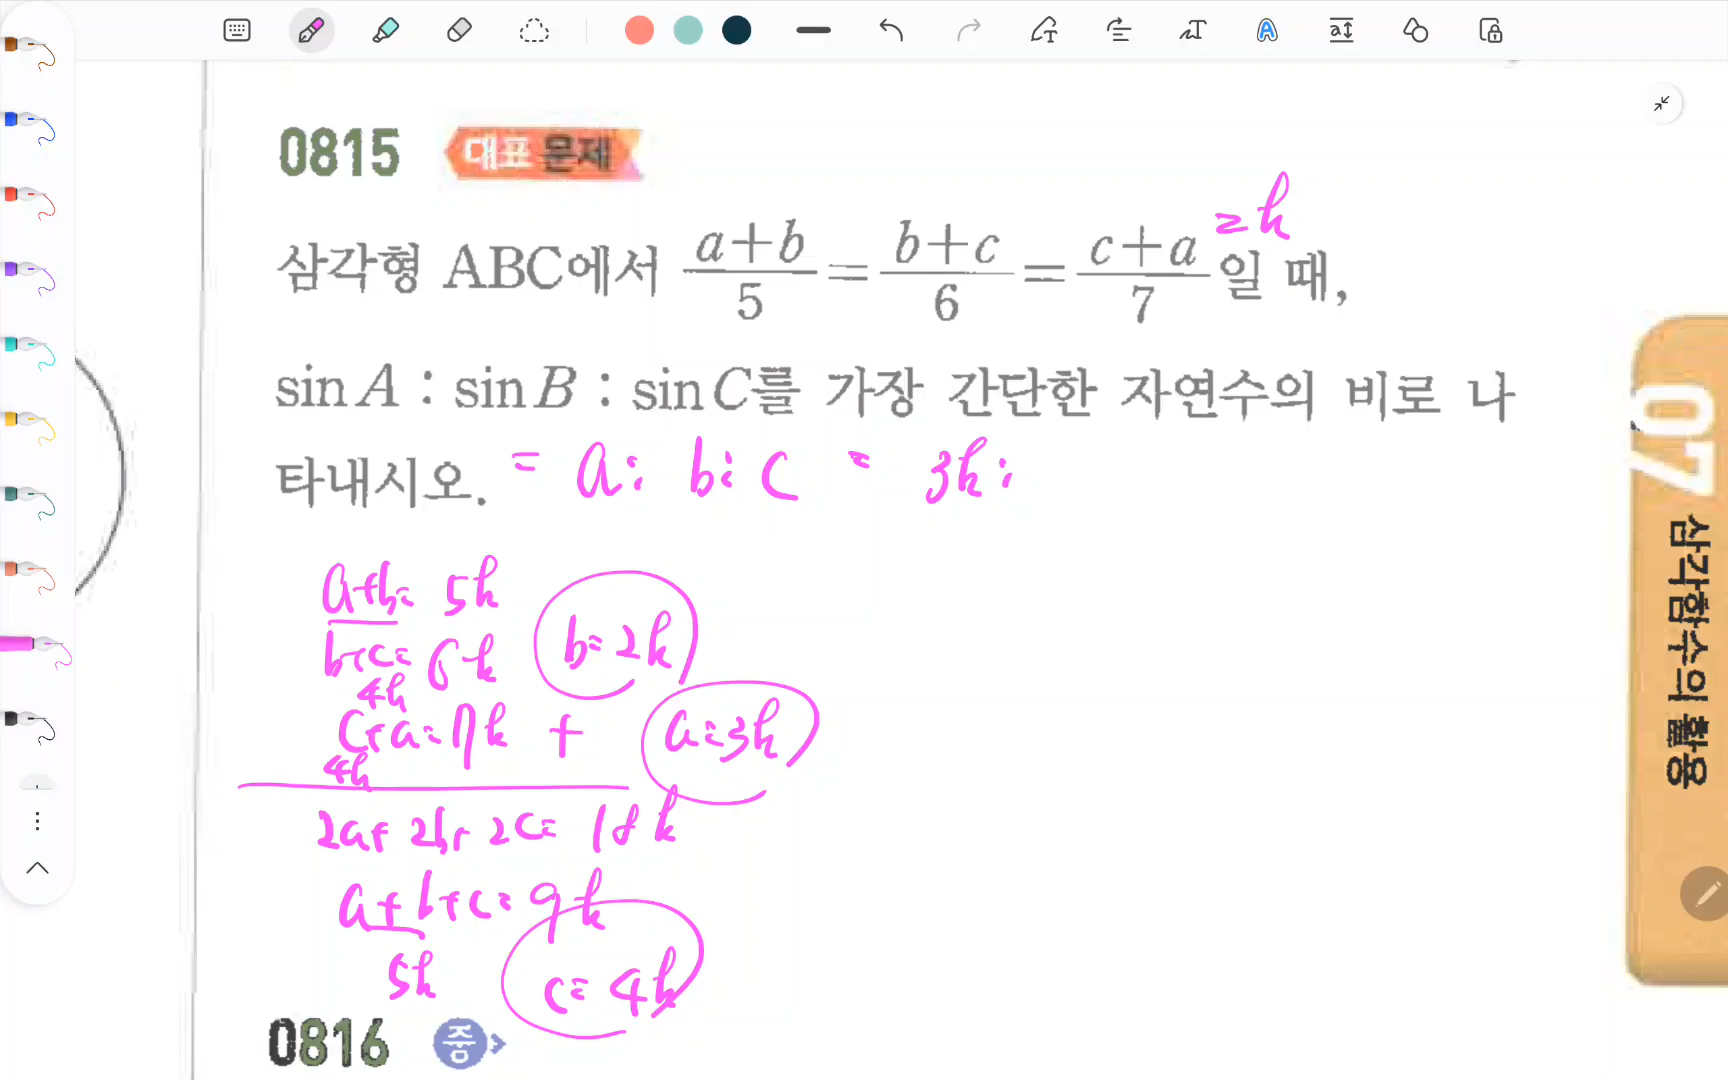 0815 대표 문제
삼각형 ABC에서 \frac{a+b}{5} = \frac{b+c}{6} = \frac{c+a}{7} 일 때, =k
sin A : sin B : sin C를 가장 간단한 자연수의 비로 나
타내시오. = a : b : c = 3k :
a+b= 5k
b+c= 6k b=2k
4k
c+a=7k + a=3k
4k
2a+2b+2c= 18k
a+b+c= 9k
5k c= 4k
0816 중
07 삼각함수의 활용